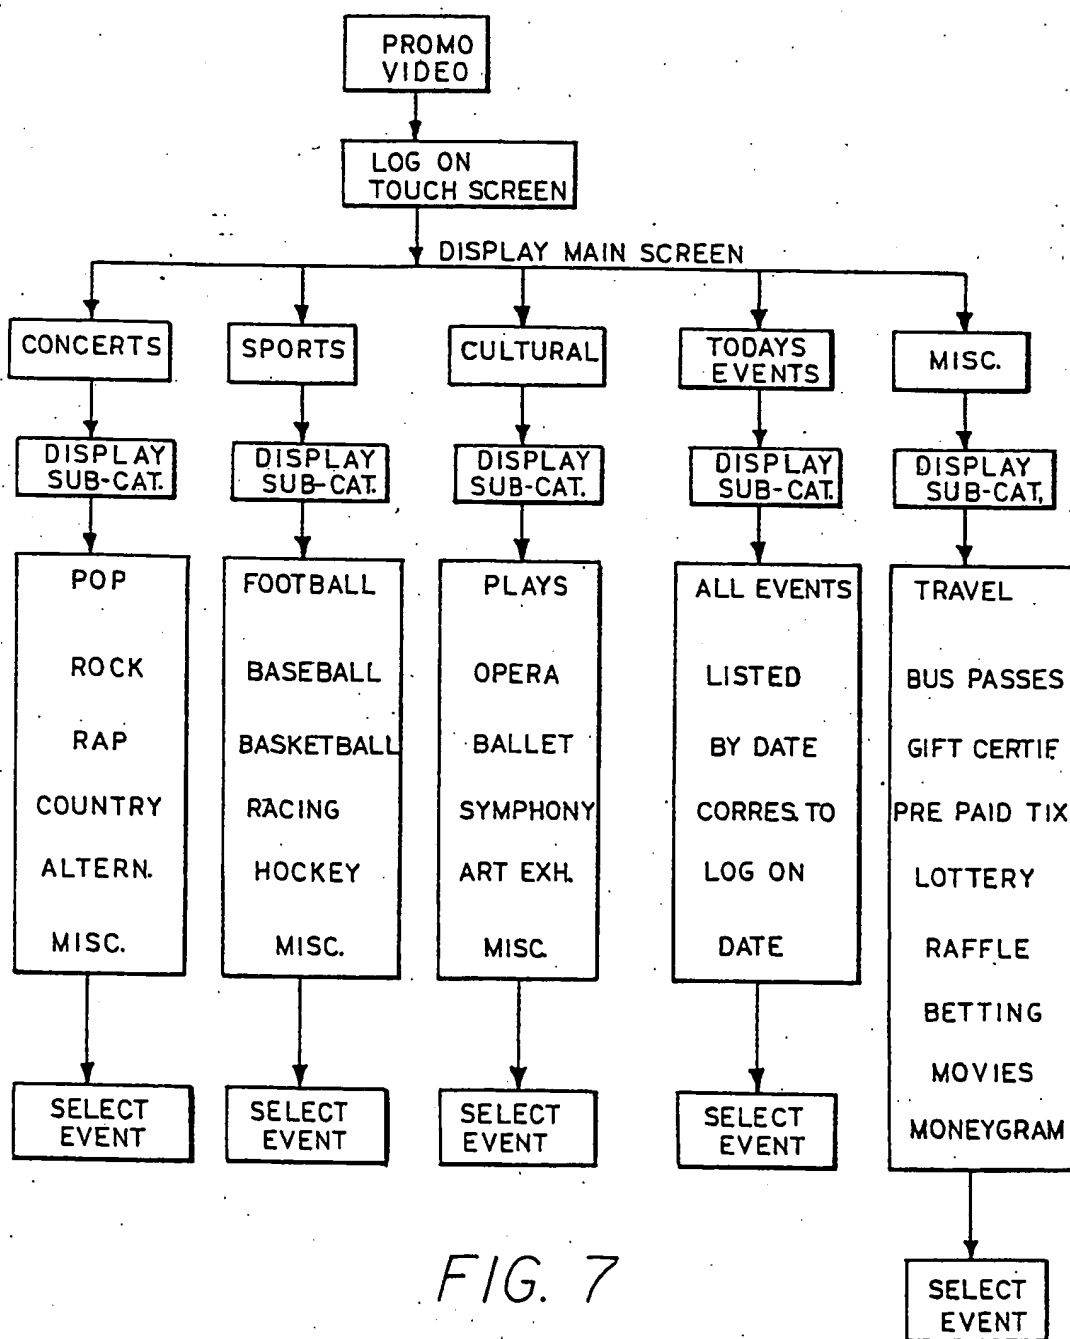 PROMO
VIDEO
LOG ON
TOUCH SCREEN
DISPLAY MAIN SCREEN
CONCERTS
SPORTS
CULTURAL
TODAYS
EVENTS
MISC.
DISPLAY
SUB-CAT.
DISPLAY
SUB-CAT.
DISPLAY
SUB-CAT.
DISPLAY
SUB-CAT.
DISPLAY
SUB-CAT.
POP
ROCK
RAP
COUNTRY
ALTERN.
MISC.
FOOTBALL
BASEBALL
BASKETBALL
RACING
HOCKEY
MISC.
PLAYS
OPERA
BALLET
SYMPHONY
ART EXH.
MISC.
ALL EVENTS
LISTED
BY DATE
CORRES. TO
LOG ON
DATE
TRAVEL
BUS PASSES
GIFT CERTIF.
PRE PAID TIX
LOTTERY
RAFFLE
BETTING
MOVIES
MONEYGRAM
SELECT
EVENT
SELECT
EVENT
SELECT
EVENT
SELECT
EVENT
SELECT
EVENT
FIG. 7